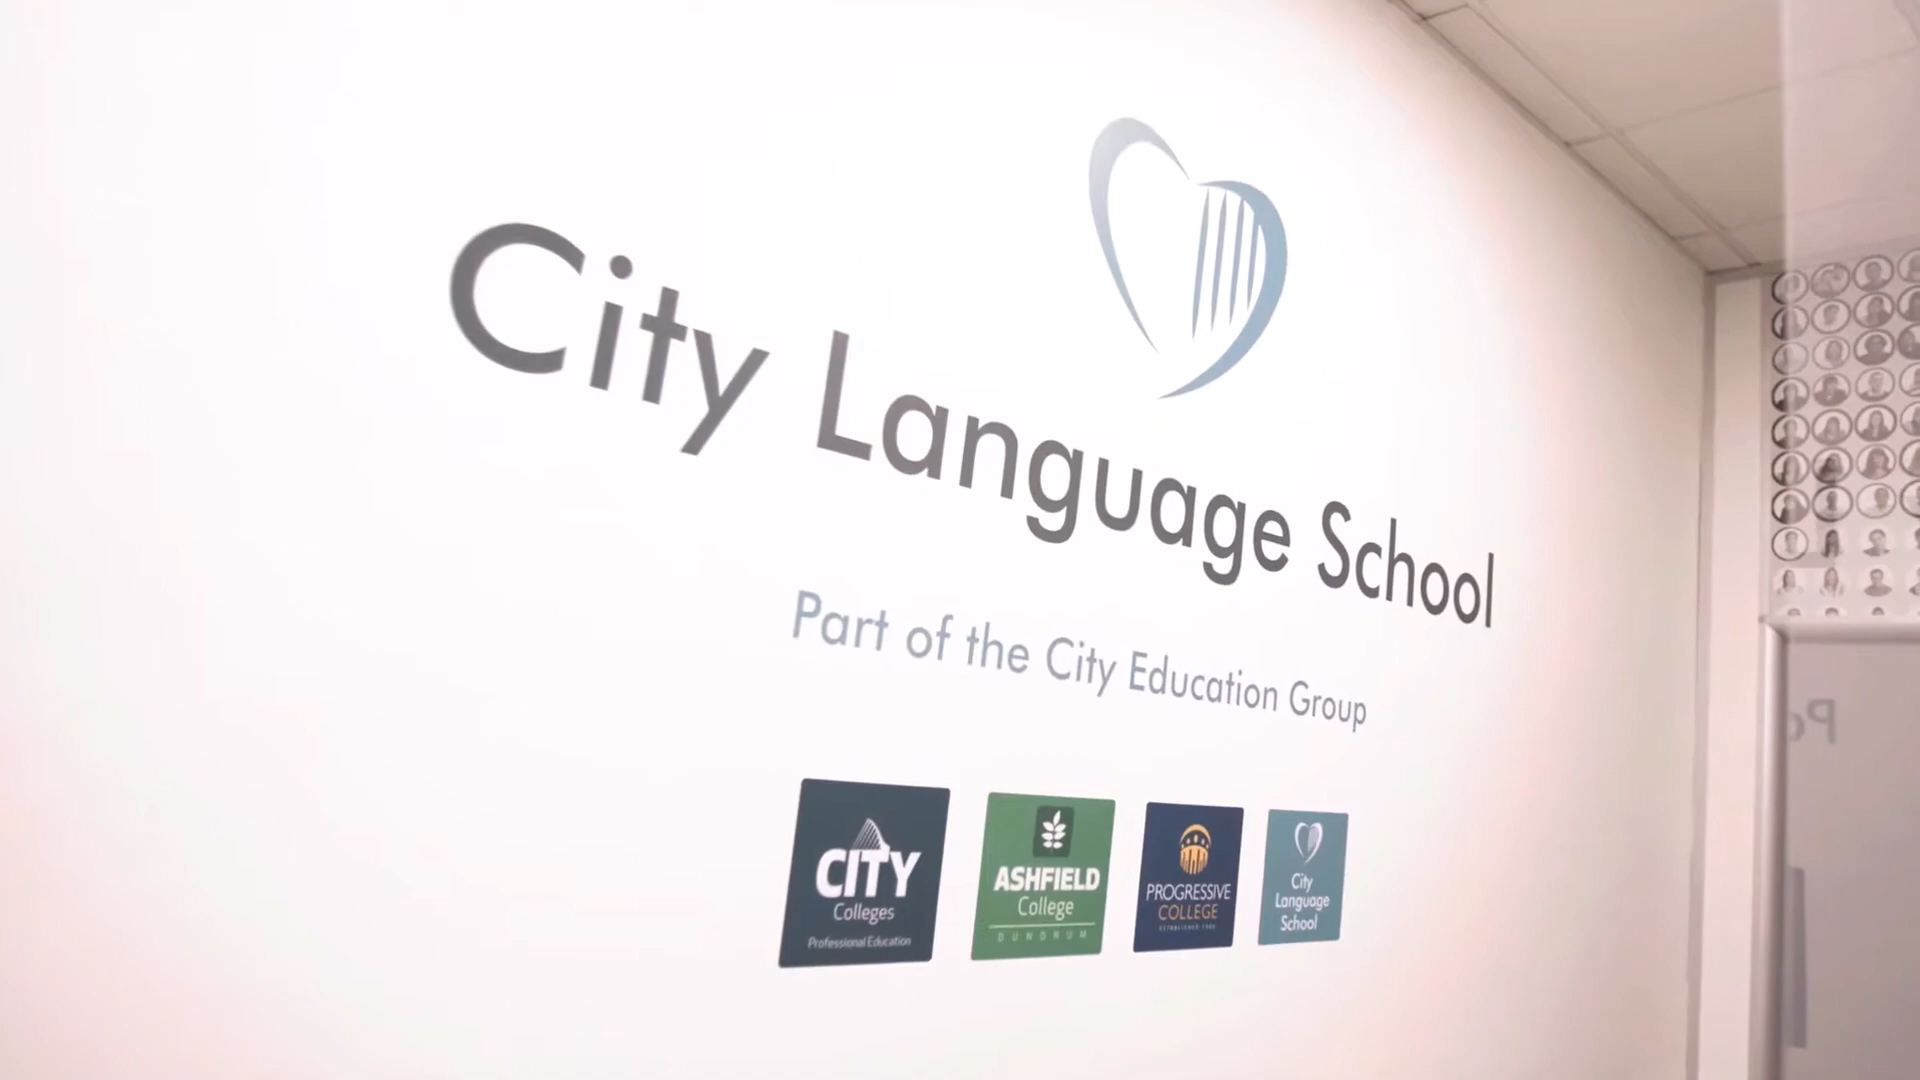 City Language School
Part of the City Education Group
CITY
Colleges
Professional Education
ASHFIELD
College
DUNDRUM
PROGRESSIVE
COLLEGE
City
Language
School